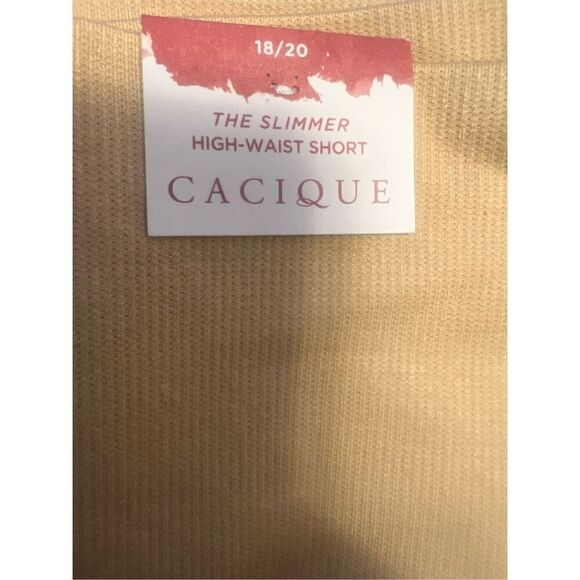 18/20
THE SLIMMER
HIGH-WAIST SHORT
CACIQUE